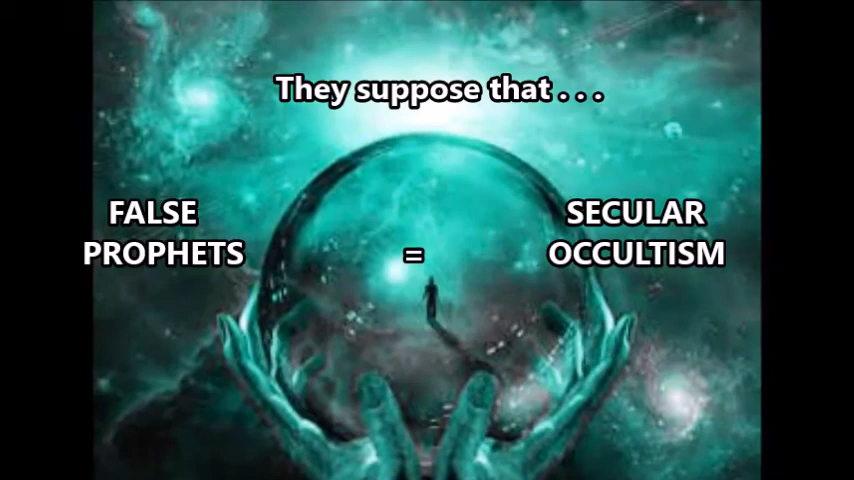 They suppose that . . .
FALSE
PROPHETS
=
SECULAR
OCCULTISM